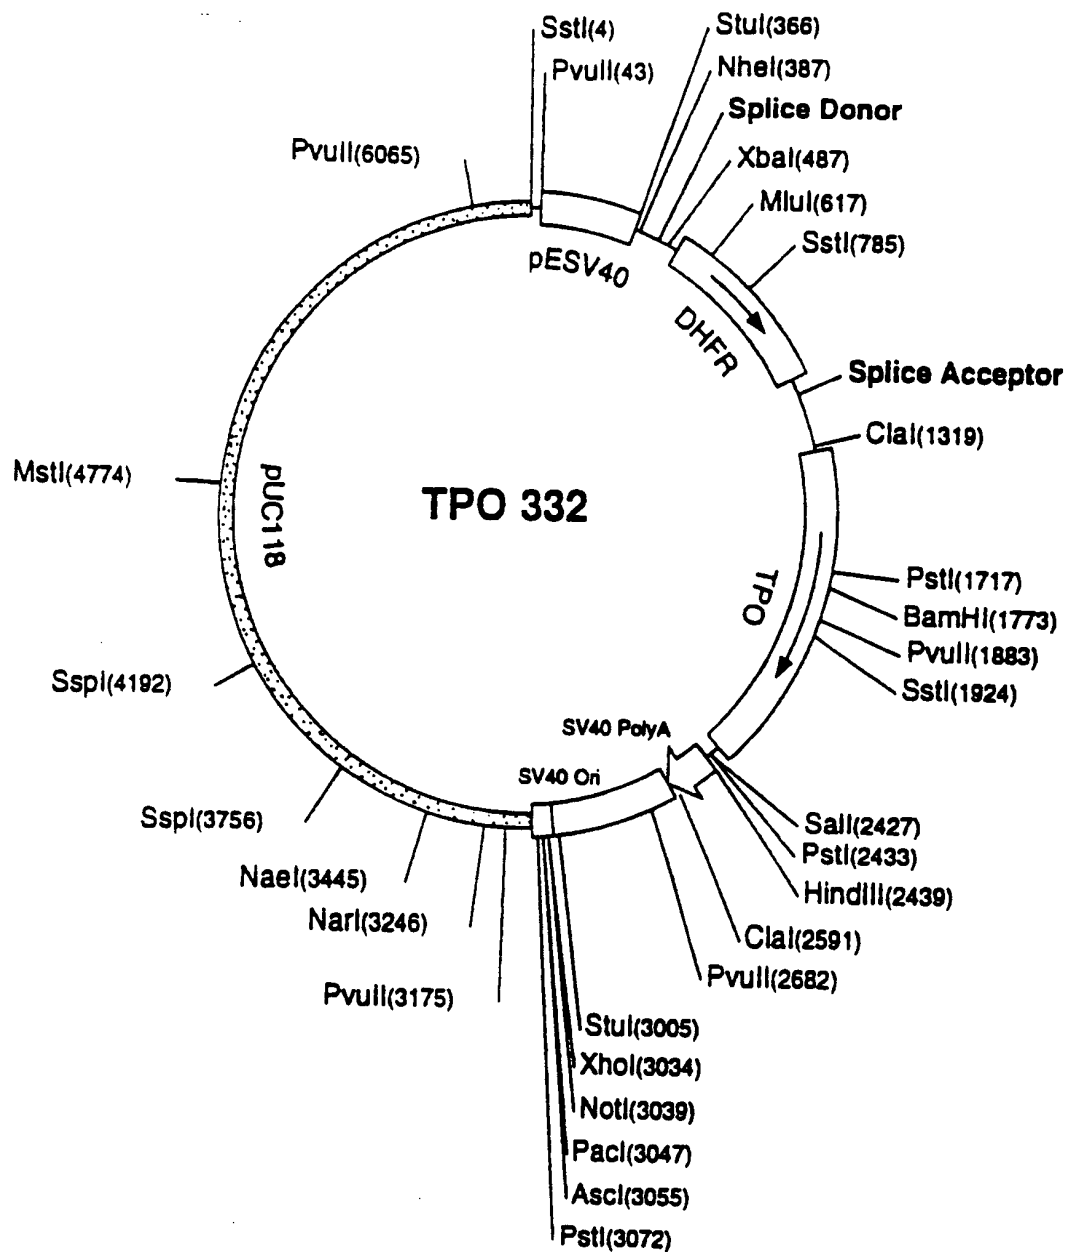 SstI(4)
PvuII(43)
StuI(366)
NheI(387)
Splice Donor
XbaI(487)
MluI(617)
SstI(785)
PvuII(6065)
pESV40
DHFR
Splice Acceptor
ClaI(1319)
MstI(4774)
pUC118
TPO 332
TPO
PstI(1717)
BamHI(1773)
PvuII(1883)
SstI(1924)
SspI(4192)
SV40 PolyA
SV40 Ori
SspI(3756)
SalI(2427)
PstI(2433)
HindIII(2439)
NaeI(3445)
NarI(3246)
ClaI(2591)
PvuII(2682)
PvuII(3175)
StuI(3005)
XhoI(3034)
NotI(3039)
PacI(3047)
AscI(3055)
PstI(3072)